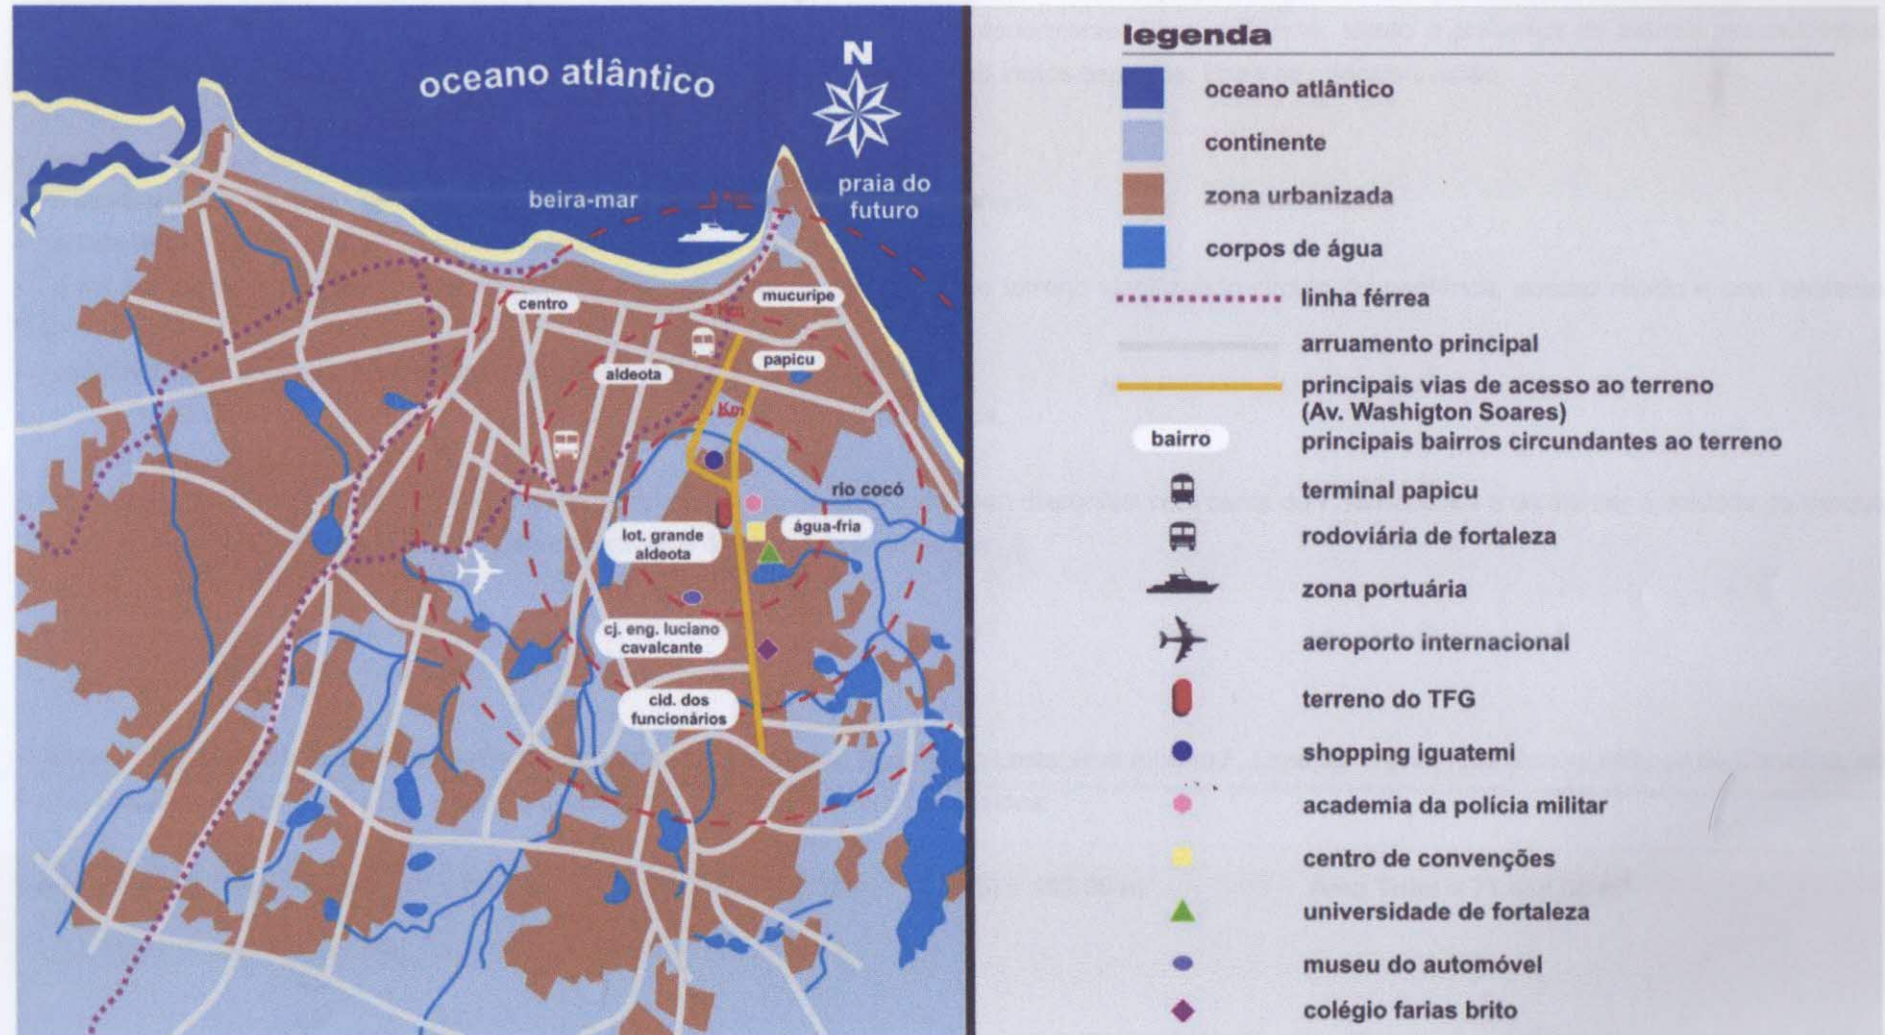 oceano atlântico
N
beira-mar
praia do
futuro
centro
mucuripe
5 Km
papicu
aldeota
Km
rio cocó
água-fria
lot. grande
aldeota
cj. eng. luciano
cavalcante
cid. dos
funcionários
legenda
oceano atlântico
continente
zona urbanizada
corpos de água
linha férrea
arruamento principal
principais vias de acesso ao terreno
(Av. Washigton Soares)
bairro
principais bairros circundantes ao terreno
terminal papicu
rodoviária de fortaleza
zona portuária
aeroporto internacional
terreno do TFG
shopping iguatemi
academia da polícia militar
centro de convenções
universidade de fortaleza
museu do automóvel
colégio farias brito